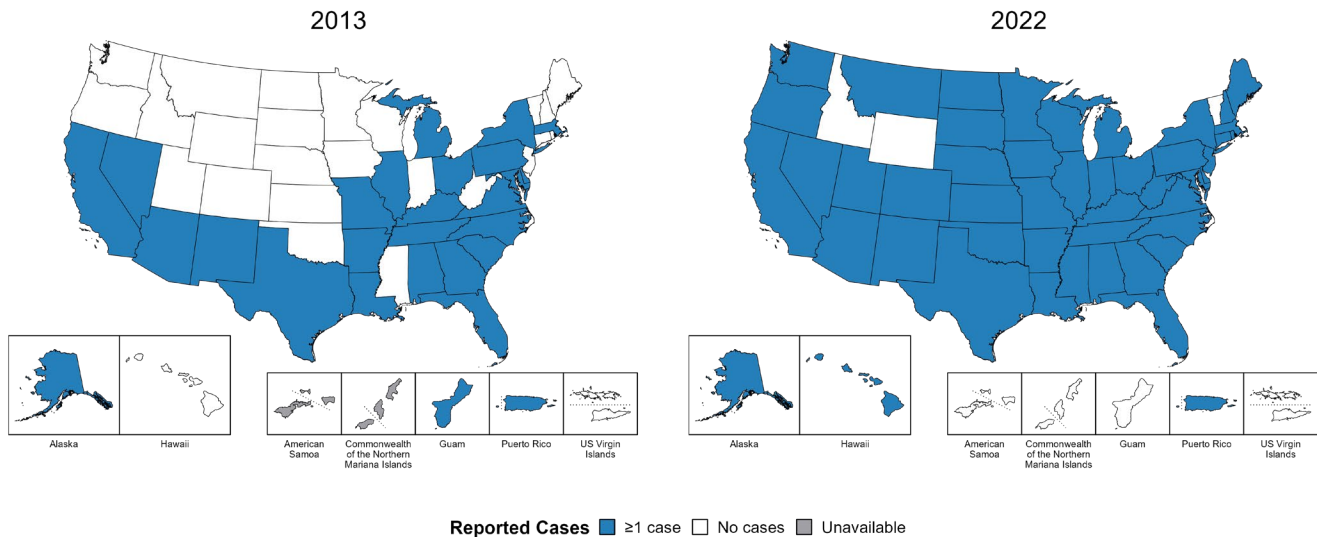 2013
2022
Alaska
Hawaii
American
Samoa
Commonwealth
of the Northern
Mariana Islands
Guam
Puerto Rico
US Virgin
Islands
Alaska
Hawaii
American
Samoa
Commonwealth
of the Northern
Mariana Islands
Guam
Puerto Rico
US Virgin
Islands
Reported Cases ≥1 case No cases Unavailable